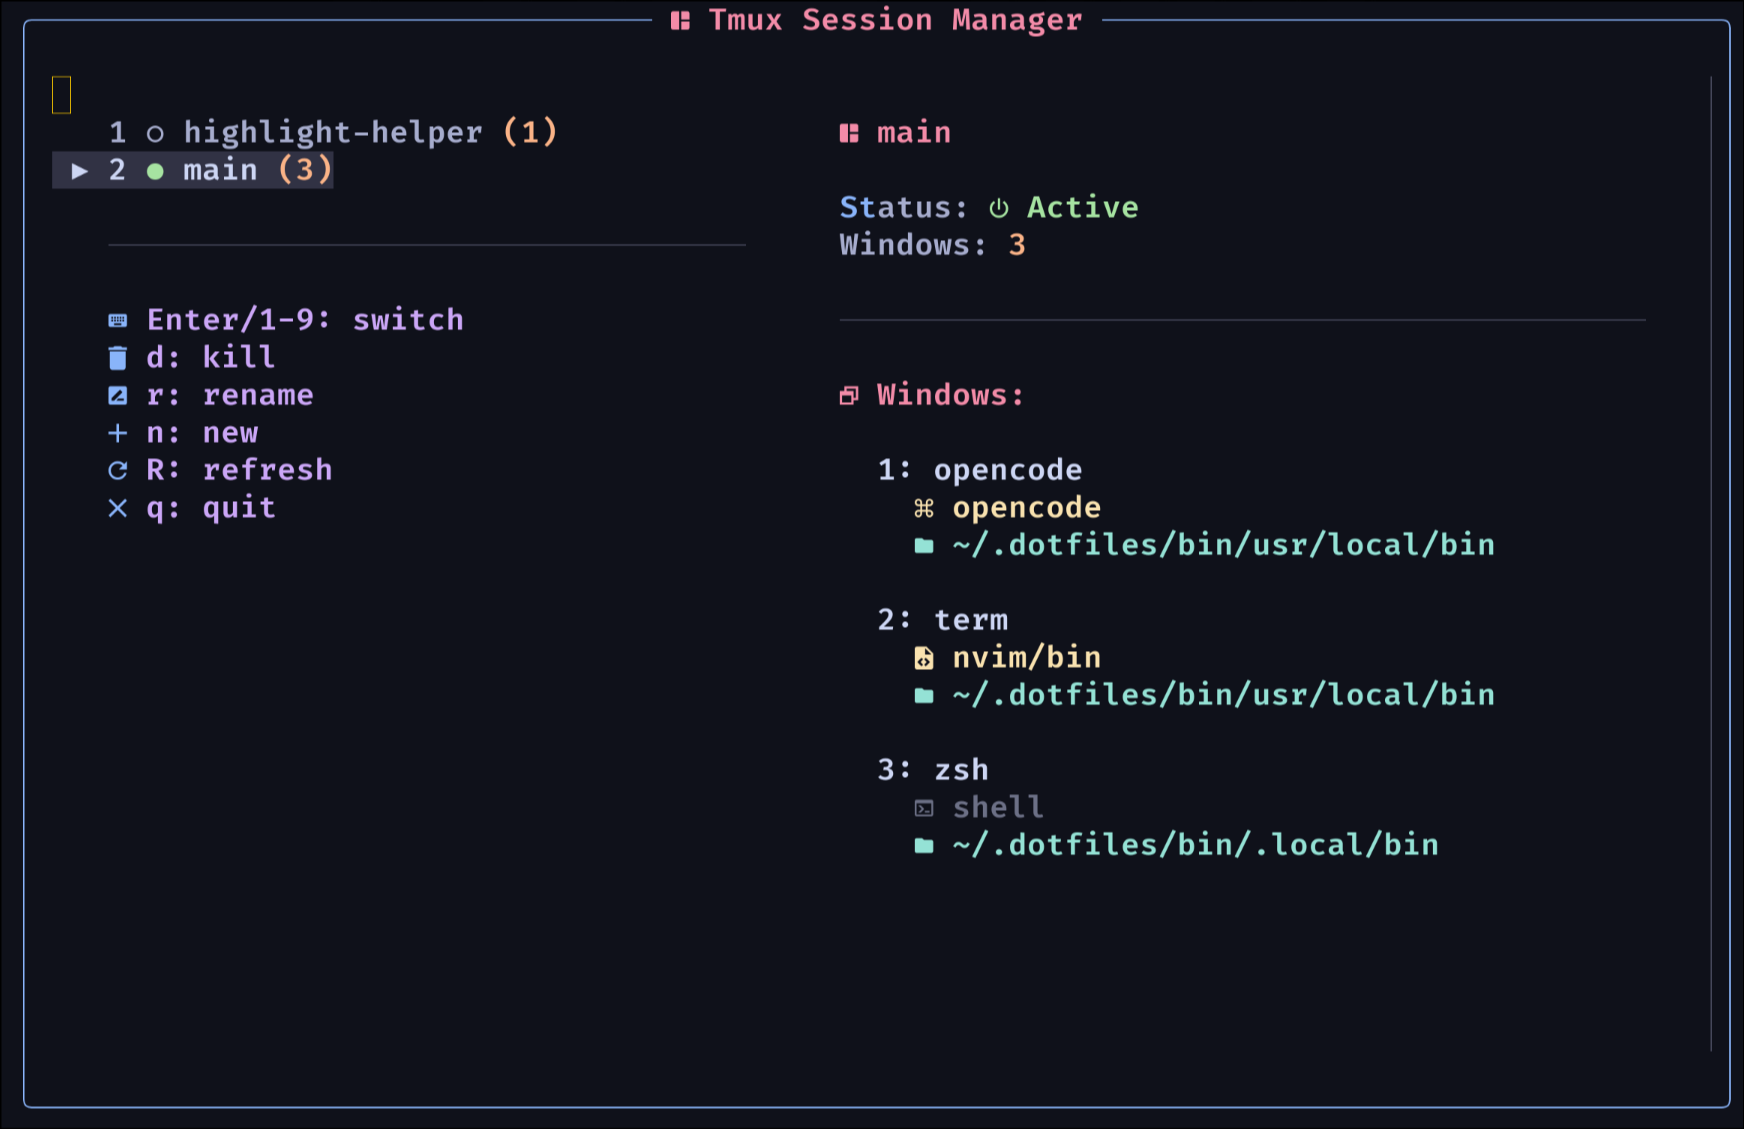 Tmux Session Manager
1 ○ highlight-helper (1)
▶ 2 ● main (3)
Enter/1-9: switch
d: kill
r: rename
n: new
R: refresh
q: quit
main
Status: Active
Windows: 3
Windows:
1: opencode
⌘ opencode
~/.dotfiles/bin/usr/local/bin
2: term
nvim/bin
~/.dotfiles/bin/usr/local/bin
3: zsh
shell
~/.dotfiles/bin/.local/bin